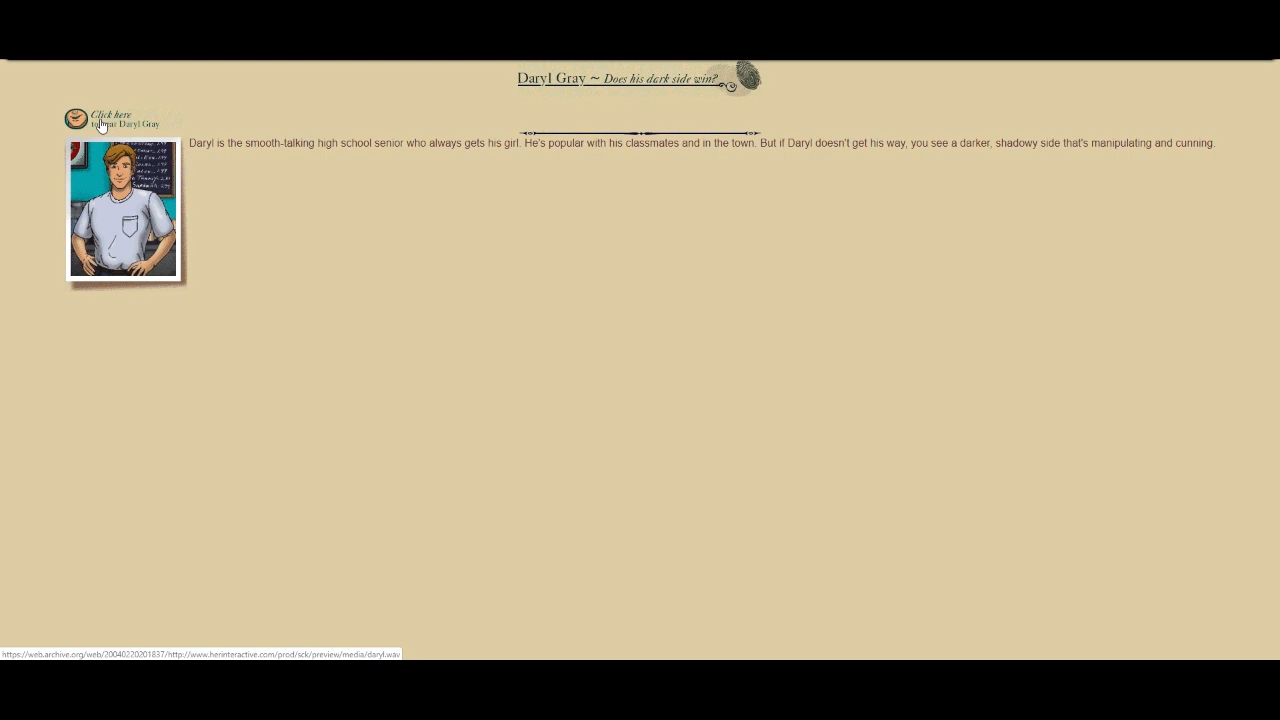 Daryl Gray ~ Does his dark side win?
Click here
to hear Daryl Gray
Daryl is the smooth-talking high school senior who always gets his girl. He's popular with his classmates and in the town. But if Daryl doesn't get his way, you see a darker, shadowy side that's manipulating and cunning.
https://web.archive.org/web/20040220201837/http://www.herinteractive.com/prod/sck/preview/media/daryl.wav